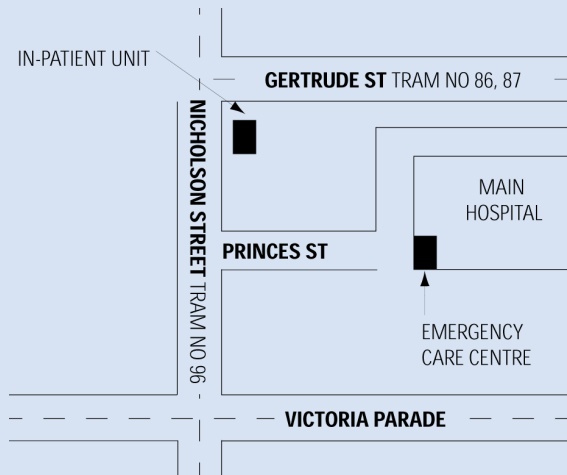 IN-PATIENT UNIT
GERTRUDE ST TRAM NO 86, 87
NICHOLSON STREET TRAM NO 96
MAIN
HOSPITAL
PRINCES ST
EMERGENCY
CARE CENTRE
VICTORIA PARADE